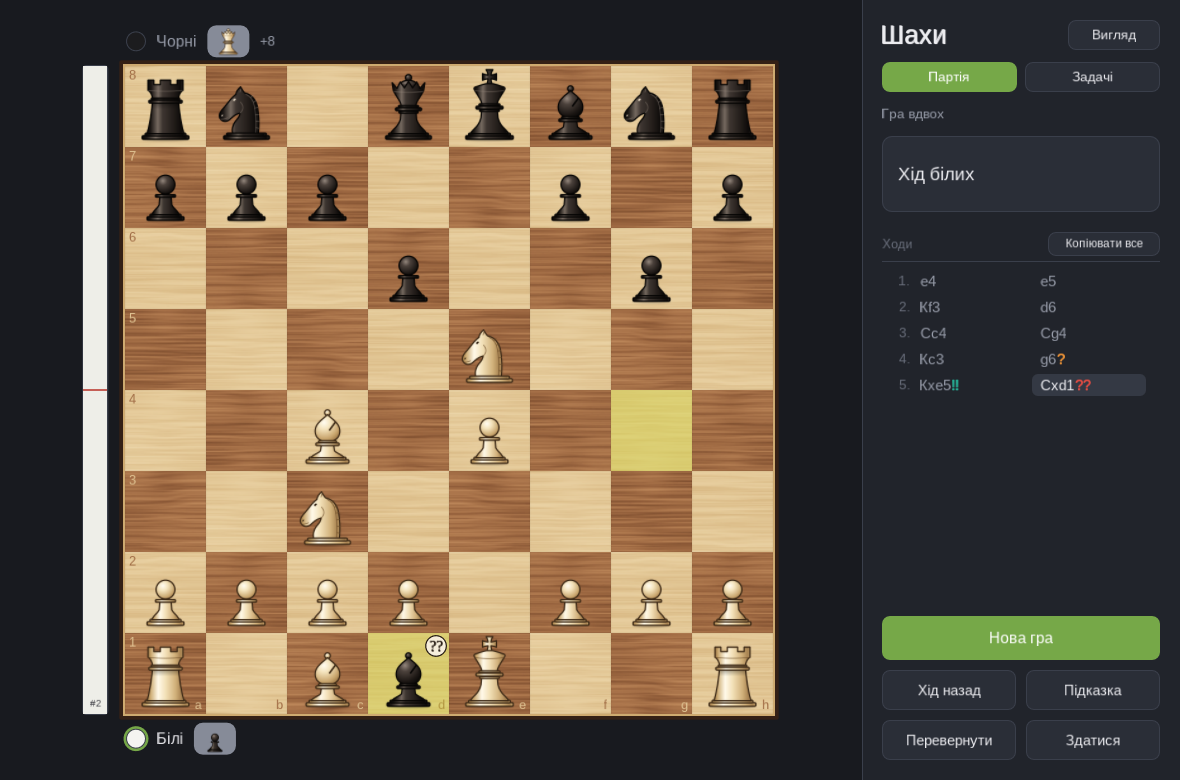 Чорні +8
8
7
6
5
4
3
2
1
??
a b c d e f g h
#2
Білі
Шахи
Вигляд
Партія
Задачі
Гра вдвох
Хід білих
Ходи
Копіювати все
1. e4 e5
2. Кf3 d6
3. Сc4 Сg4
4. Кc3 g6?
5. Кxe5!! Сxd1??
Нова гра
Хід назад
Підказка
Перевернути
Здатися